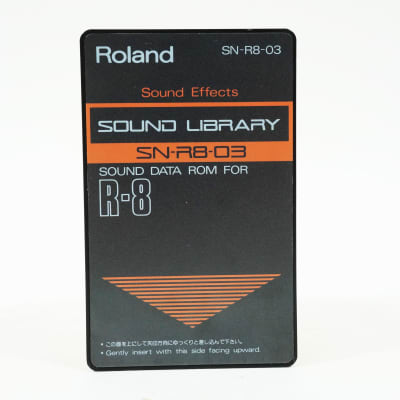 Roland SN-R8-03
Sound Effects
SOUND LIBRARY
SN-R8-03
SOUND DATA ROM FOR
R-8
• この面を上にして矢印方向にゆっくりと差し込んで下さい。
• Gently insert with this side facing upward.